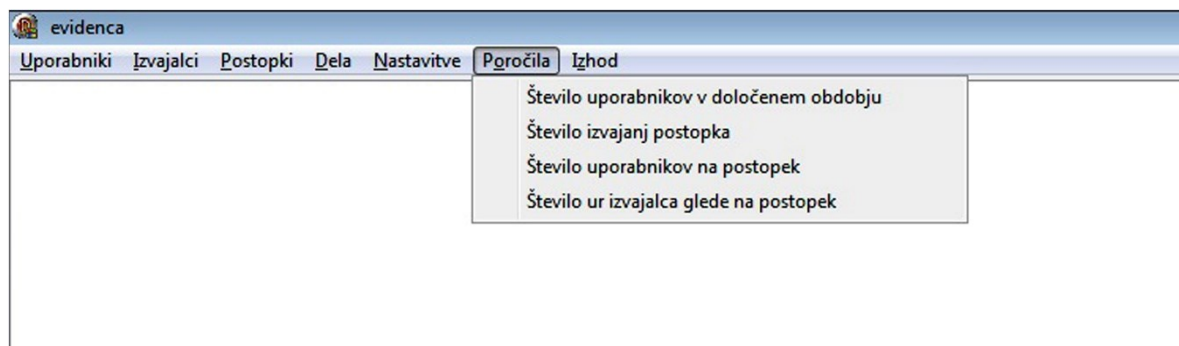 evidenca
Uporabniki Izvajalci Postopki Dela Nastavitve Poročila Izhod
Število uporabnikov v določenem obdobju
Število izvajanj postopka
Število uporabnikov na postopek
Število ur izvajalca glede na postopek